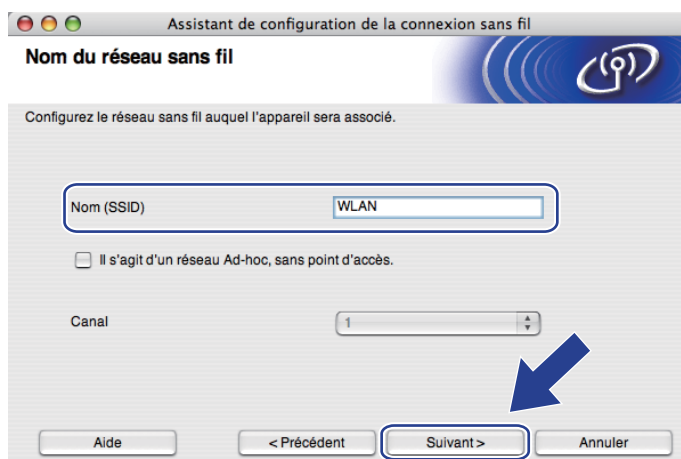 Assistant de configuration de la connexion sans fil
Nom du réseau sans fil
Configurez le réseau sans fil auquel l'appareil sera associé.
Nom (SSID) WLAN
Il s'agit d'un réseau Ad-hoc, sans point d'accès.
Canal 1
Aide < Précédent Suivant > Annuler